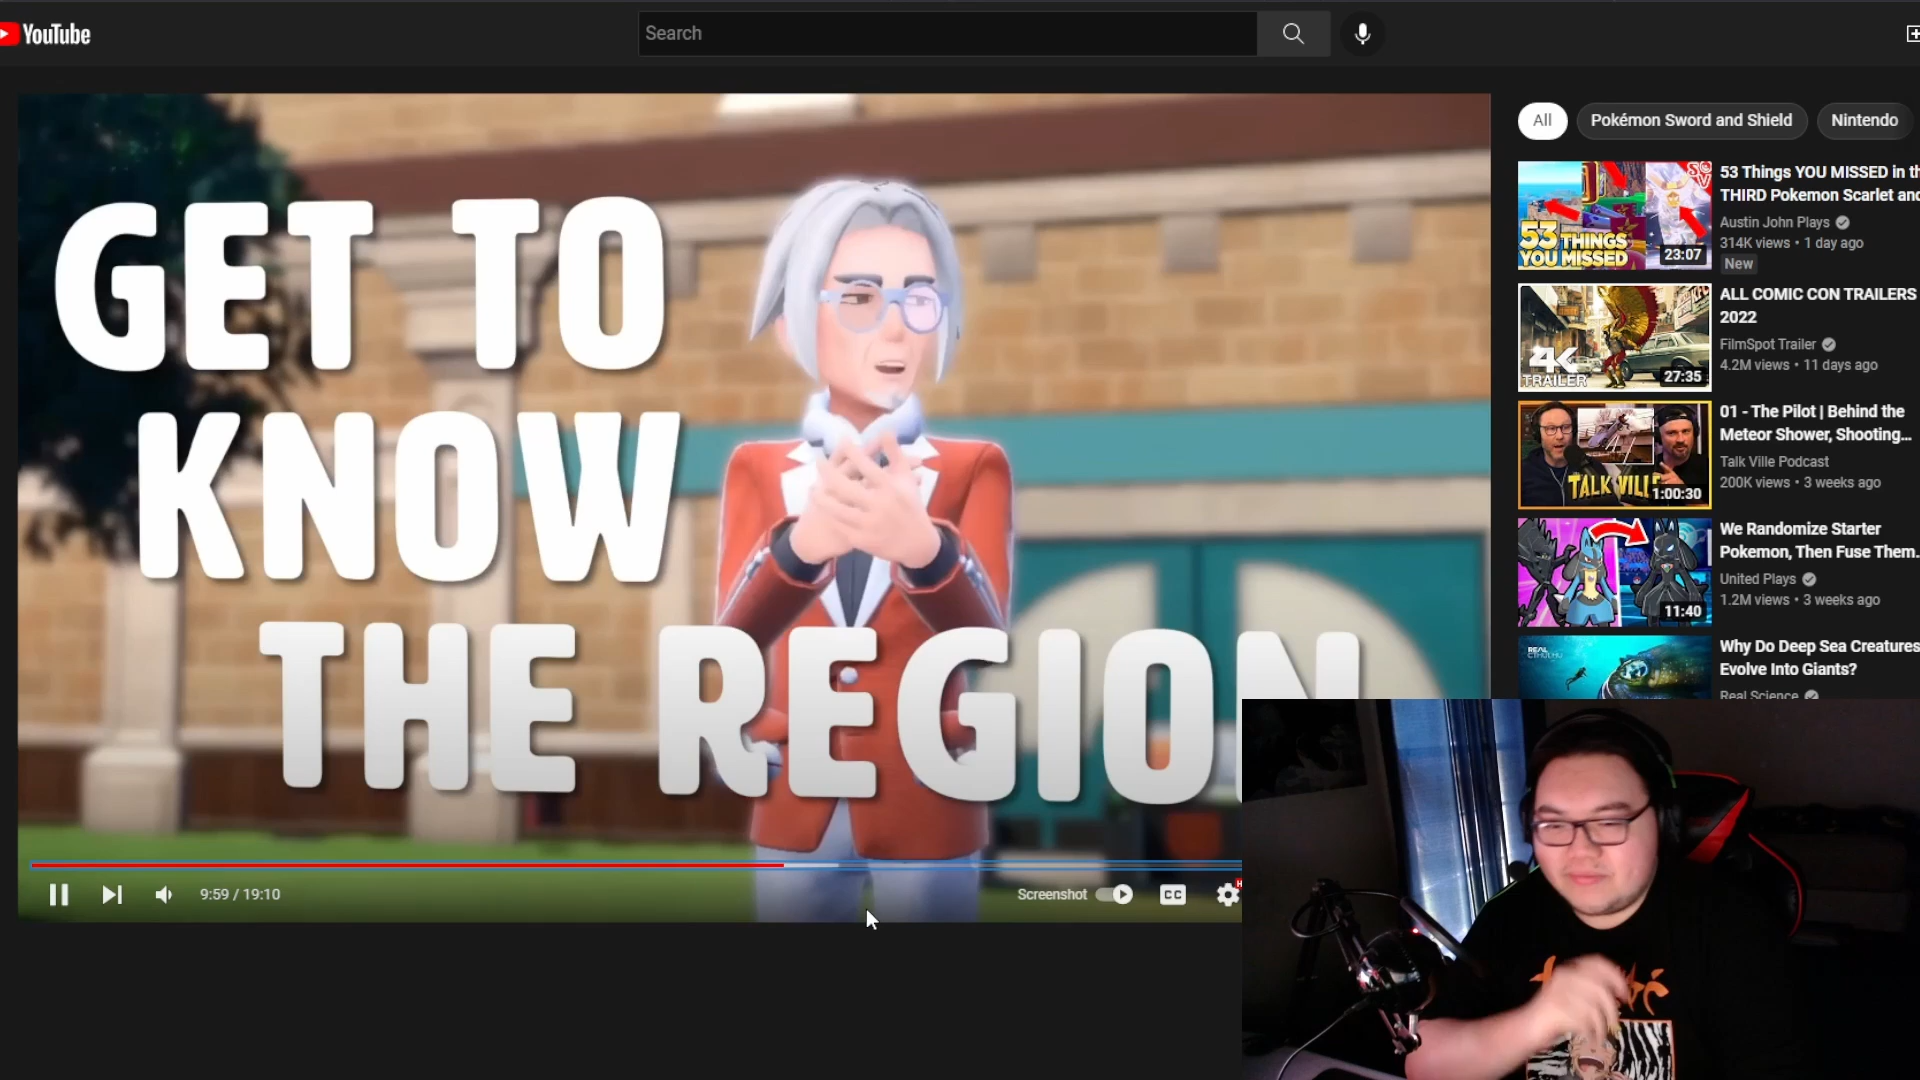 YouTube
Search
GET TO
KNOW
THE REGION
9:59 / 19:10
Screenshot
CC
All
Pokémon Sword and Shield
Nintendo
53 THINGS
YOU MISSED
23:07
53 Things YOU MISSED in th
THIRD Pokemon Scarlet and
Austin John Plays
314K views • 1 day ago
New
4K
TRAILER
27:35
ALL COMIC CON TRAILERS
2022
FilmSpot Trailer
4.2M views • 11 days ago
TALK VILLE
1:00:30
01 - The Pilot | Behind the
Meteor Shower, Shooting...
Talk Ville Podcast
200K views • 3 weeks ago
11:40
We Randomize Starter
Pokemon, Then Fuse Them...
United Plays
1.2M views • 3 weeks ago
REAL
Why Do Deep Sea Creatures
Evolve Into Giants?
Real Science